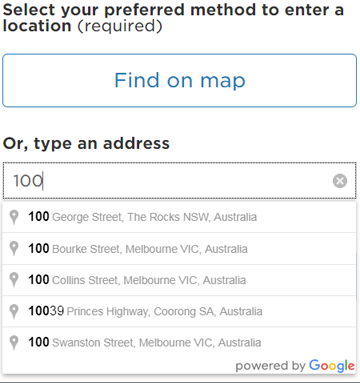 Select your preferred method to enter a
location (required)
Find on map
Or, type an address
100
100 George Street, The Rocks NSW, Australia
100 Bourke Street, Melbourne VIC, Australia
100 Collins Street, Melbourne VIC, Australia
10039 Princes Highway, Coorong SA, Australia
100 Swanston Street, Melbourne VIC, Australia
powered by Google